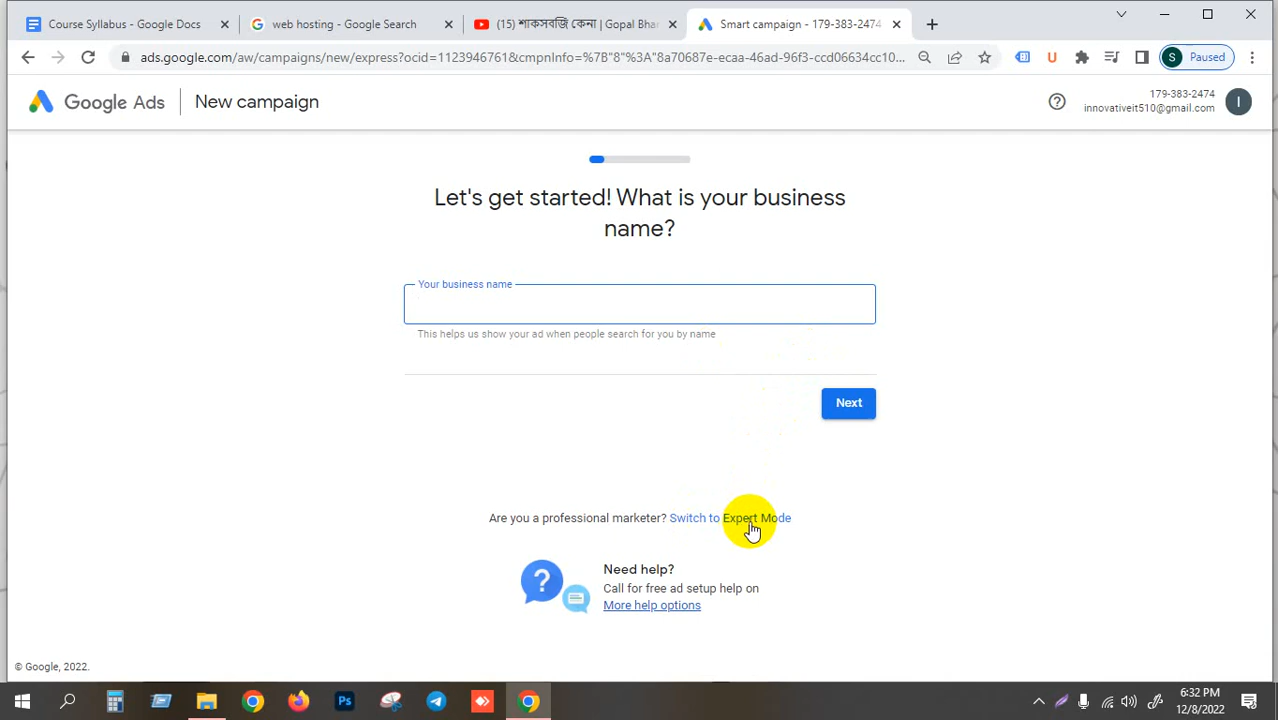 Course Syllabus - Google Docs
web hosting - Google Search
(15) শাকসবজি কেনা | Gopal Bhar
Smart campaign - 179-383-2474
ads.google.com/aw/campaign/new/express?ocid=1123234676&cmpnInfo=%7B"8"%3A"8a70687e-ede8-46ad-96f3-ccd06634cc10...
S Paused
Google Ads
New campaign
179-383-2474
innovativeit510@gmail.com
I
Let's get started! What is your business
name?
Your business name
This helps us show your ad when people search for you by name
Next
Are you a professional marketer? Switch to Expert Mode
Need help?
Call for free ad setup help on
More help options
© Google, 2022.
Ps
6:32 PM
12/8/2022